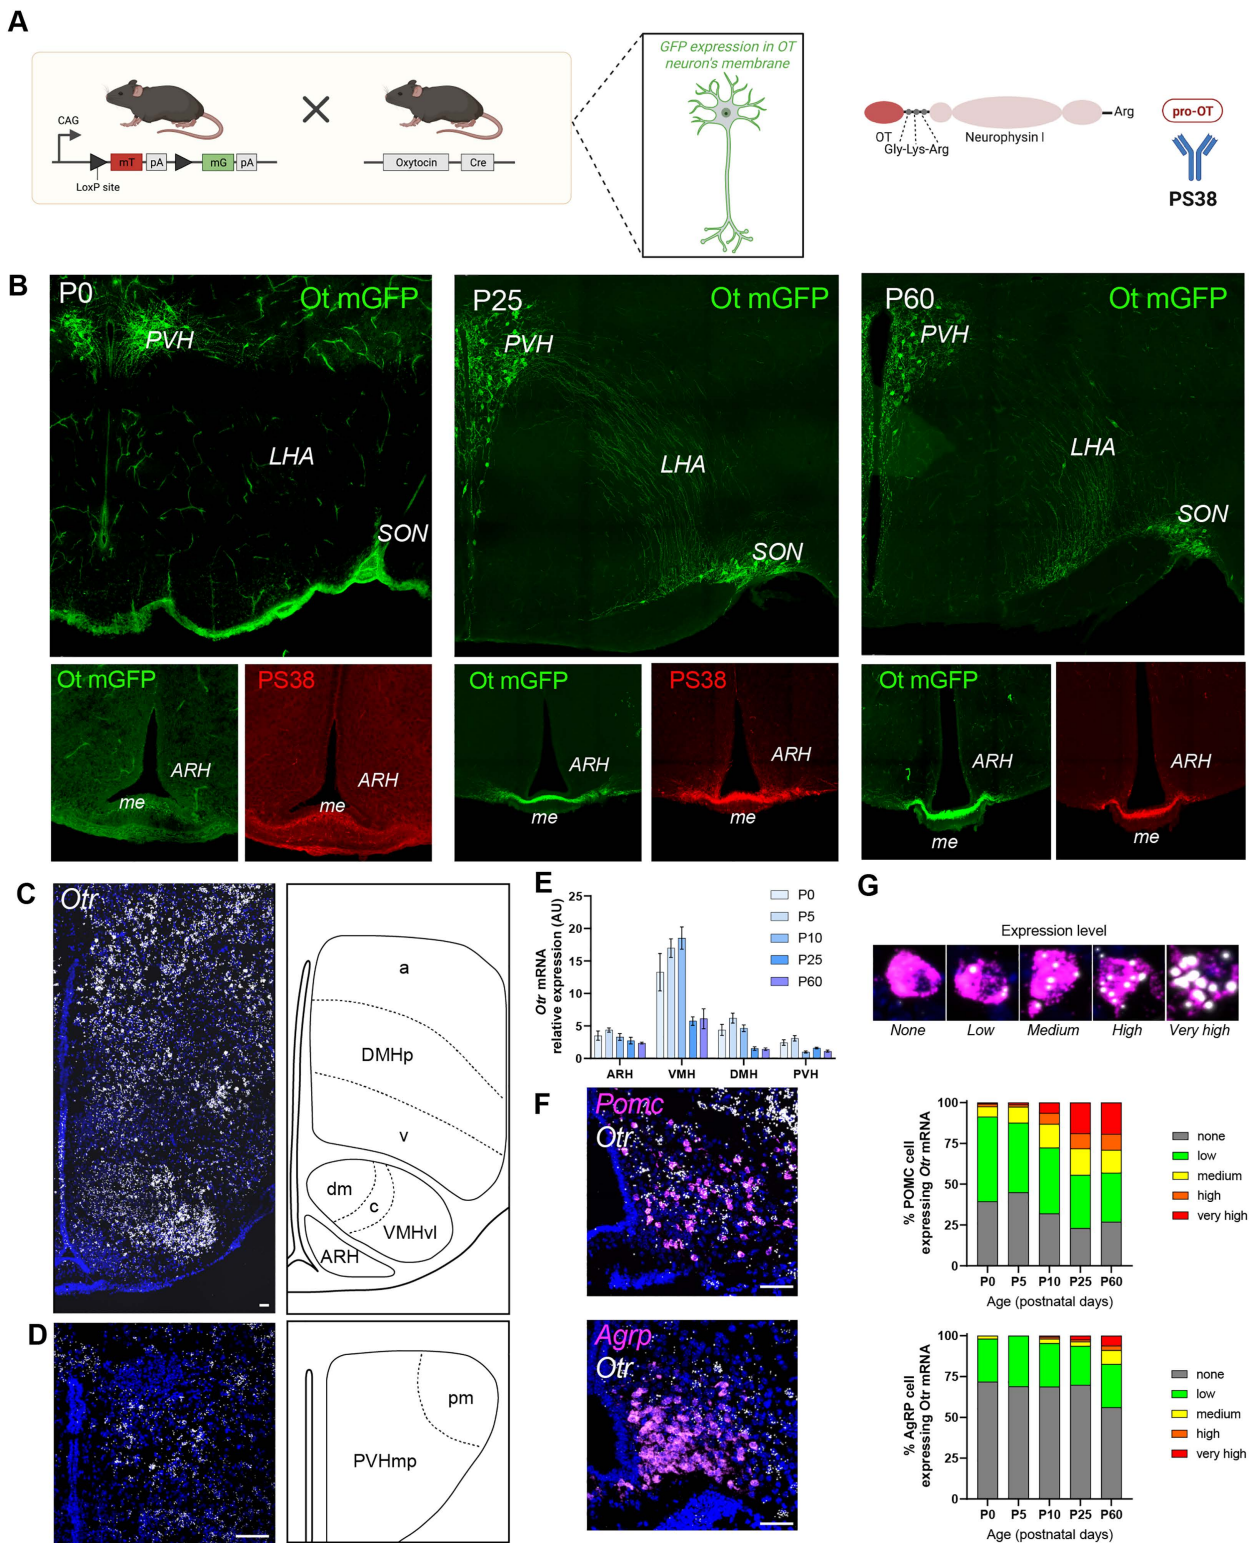 A
GFP expression in OT
neuron's membrane
CAG
mT
pA
mG
pA
LoxP site
Oxytocin
Cre
OT
Gly-Lys-Arg
Neurophysin I
Arg
pro-OT
PS38
B
P0
Ot mGFP
PVH
LHA
SON
P25
Ot mGFP
PVH
LHA
SON
P60
Ot mGFP
PVH
LHA
SON
Ot mGFP
ARH
me
PS38
ARH
me
Ot mGFP
ARH
me
PS38
ARH
me
Ot mGFP
ARH
me
ARH
me
C
Otr
a
DMHp
v
dm
c
VMHvl
ARH
D
pm
PVHmp
E
Otr mRNA
relative expression (AU)
25
20
15
10
5
0
ARH
VMH
DMH
PVH
P0
P5
P10
P25
P60
F
Pomc
Otr
Agrp
Otr
G
Expression level
None
Low
Medium
High
Very high
% POMC cell
expressing Otr mRNA
100
75
50
25
0
P0
P5
P10
P25
P60
Age (postnatal days)
none
low
medium
high
very high
% AgRP cell
expressing Otr mRNA
100
75
50
25
0
P0
P5
P10
P25
P60
Age (postnatal days)
none
low
medium
high
very high